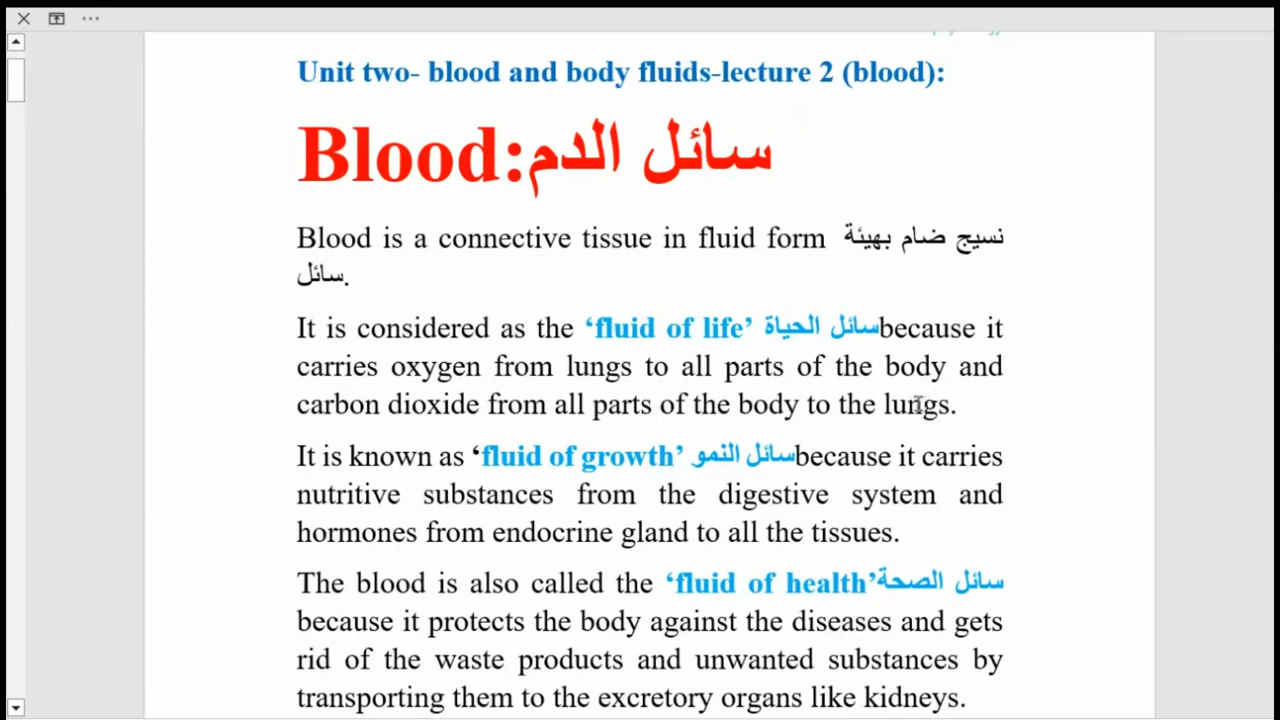 Unit two- blood and body fluids-lecture 2 (blood):
Blood:سائل الدم
Blood is a connective tissue in fluid form نسيج ضام بهيئة
سائل.
It is considered as the ‘fluid of life’ سائل الحياة because it
carries oxygen from lungs to all parts of the body and
carbon dioxide from all parts of the body to the lungs.
It is known as ‘fluid of growth’ سائل النمو because it carries
nutritive substances from the digestive system and
hormones from endocrine gland to all the tissues.
The blood is also called the ‘fluid of health’ سائل الصحة
because it protects the body against the diseases and gets
rid of the waste products and unwanted substances by
transporting them to the excretory organs like kidneys.